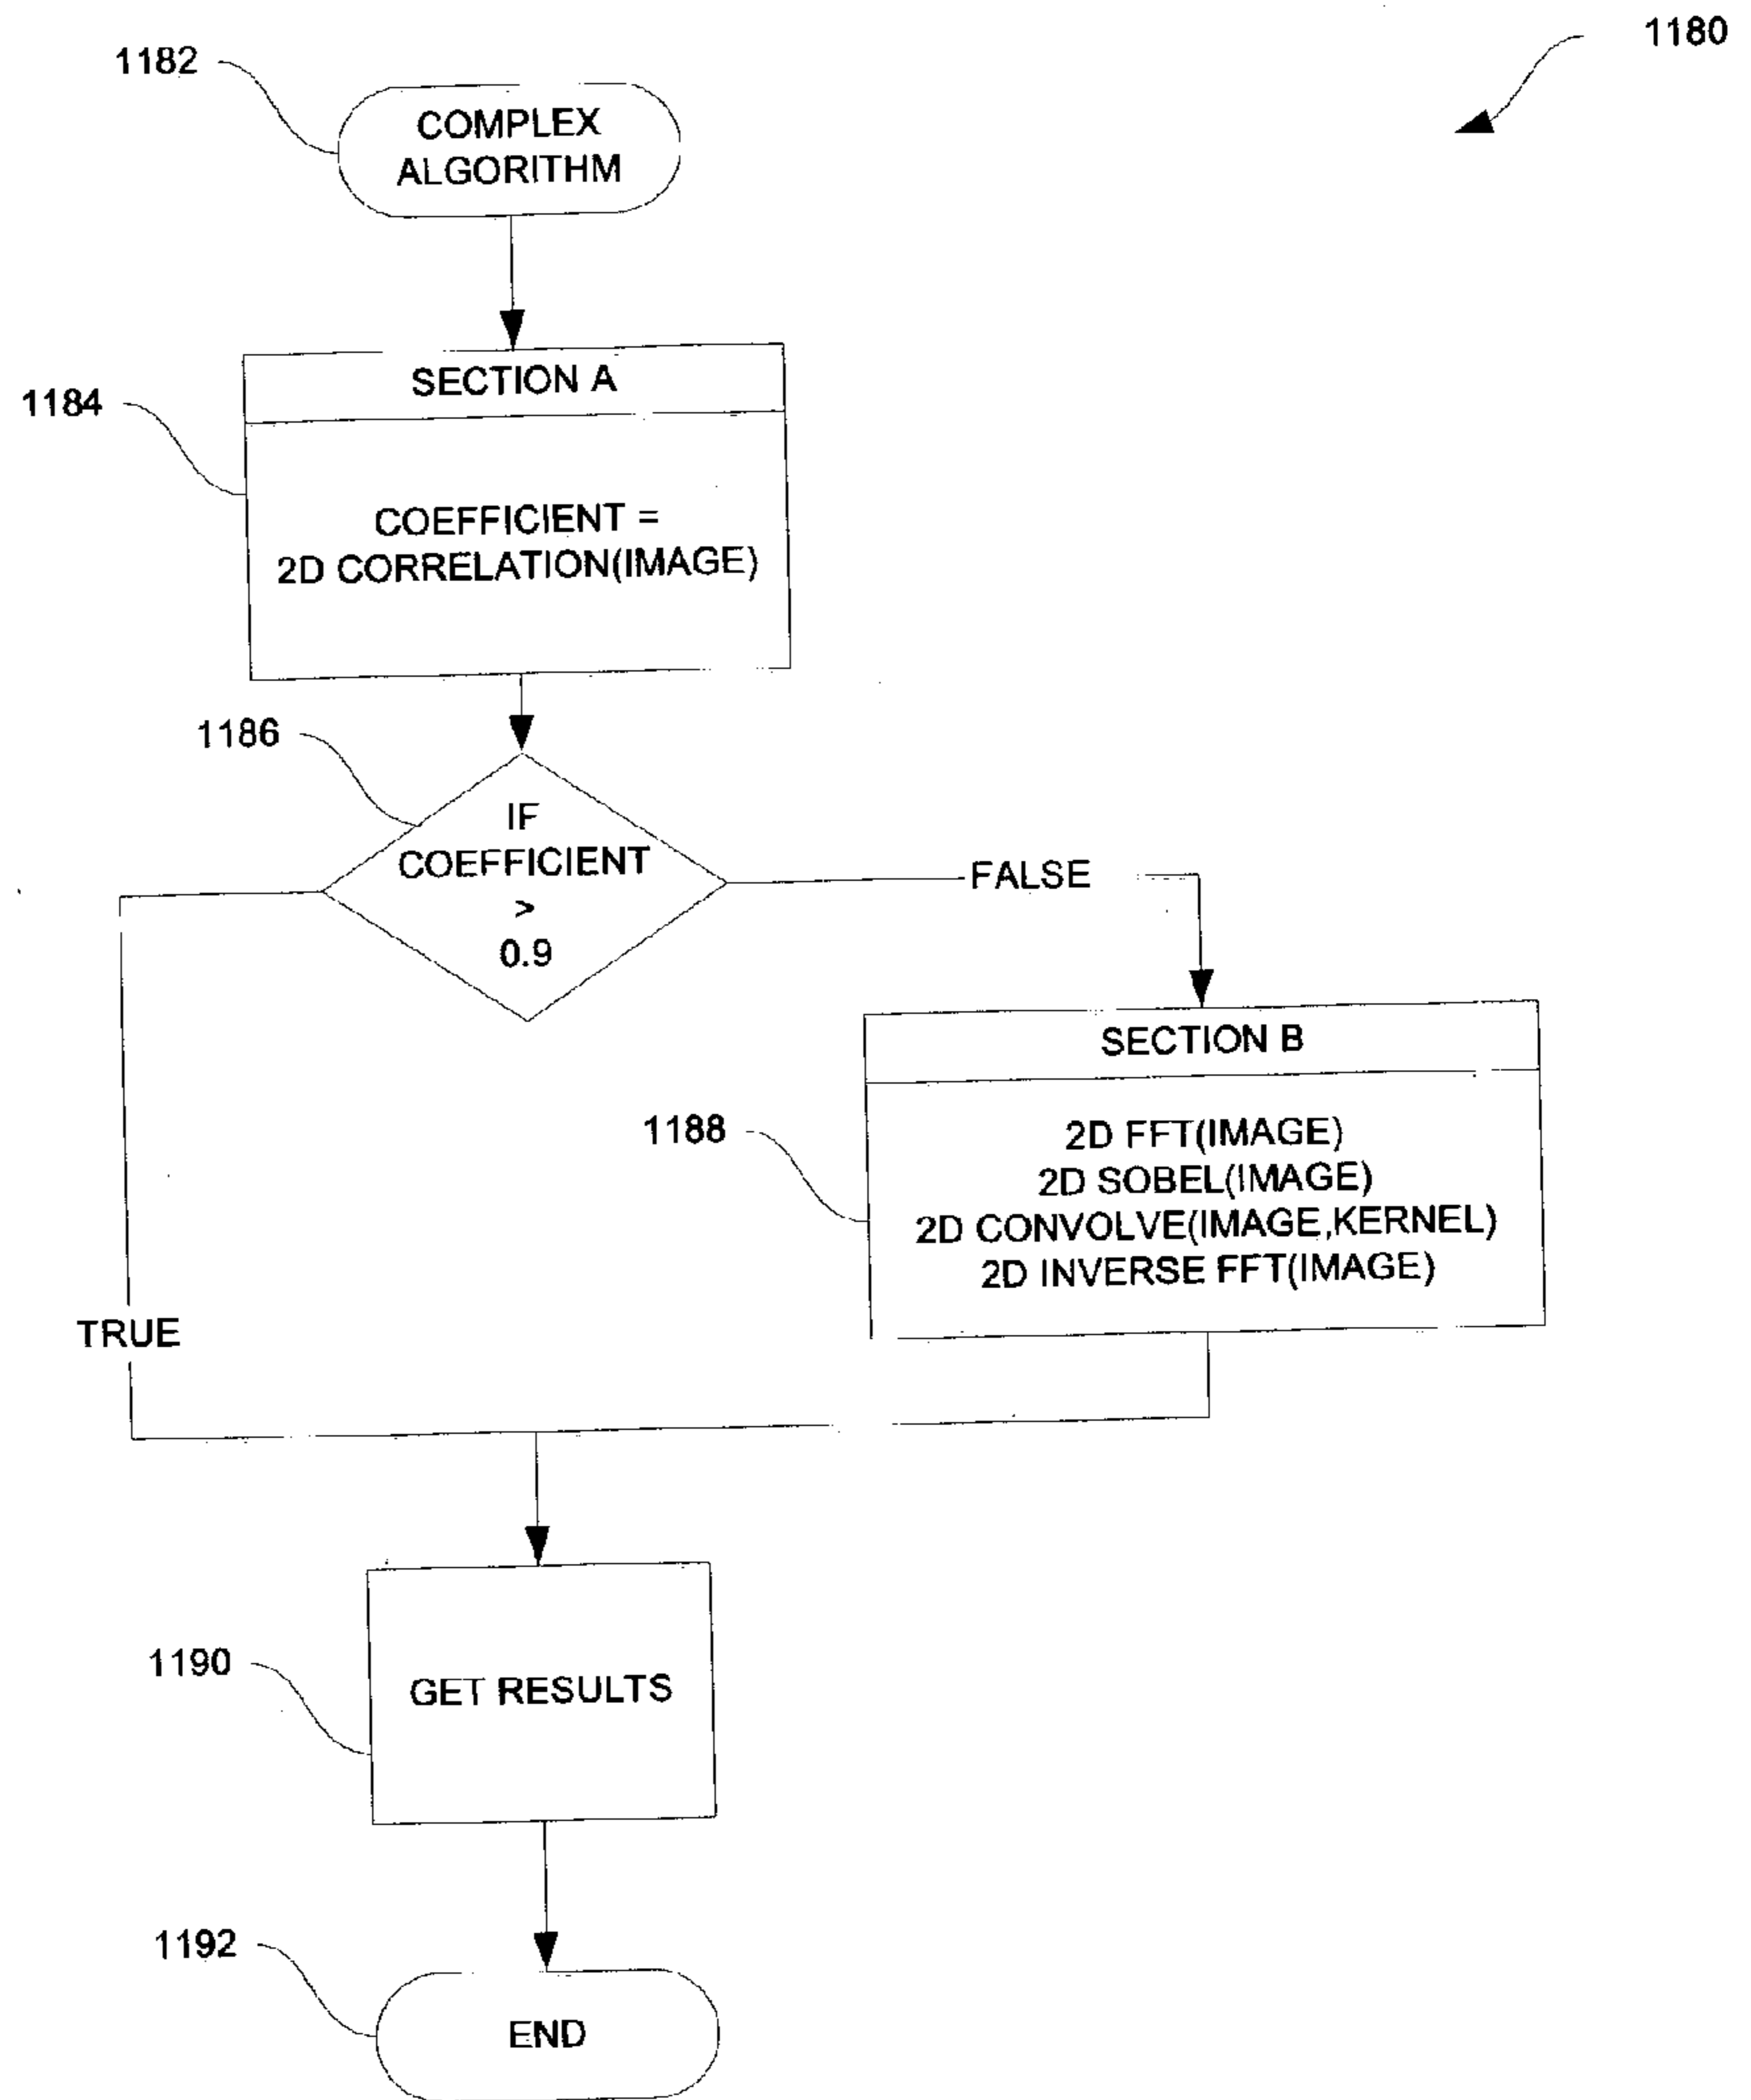 1180
1182
COMPLEX
ALGORITHM
1184
SECTION A
COEFFICIENT =
2D CORRELATION(IMAGE)
1186
IF
COEFFICIENT
>
0.9
FALSE
TRUE
1188
SECTION B
2D FFT(IMAGE)
2D SOBEL(IMAGE)
2D CONVOLVE(IMAGE,KERNEL)
2D INVERSE FFT(IMAGE)
1190
GET RESULTS
1192
END